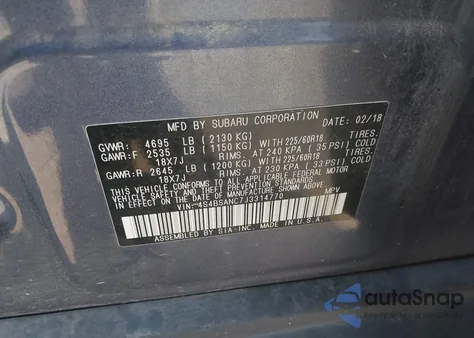 MFD BY SUBARU CORPORATION DATE: 02/18
GVWR: 4695 LB (2130 KG)
GAWR:F 2535 LB (1150 KG) WITH 225/60R18 TIRES,
18X7J RIMS, AT 240 KPA (35 PSI) COLD
GAWR:R 2645 LB (1200 KG) WITH 225/60R18 TIRES,
18X7J RIMS, AT 230 KPA (33 PSI) COLD
THIS VEHICLE CONFORMS TO ALL APPLICABLE FEDERAL MOTOR
VEHICLE SAFETY AND THEFT PREVENTION STANDARDS IN
EFFECT ON THE DATE OF MANUFACTURE SHOWN ABOVE.
VIN-4S4BSANC7J3314770 MPV
ASSEMBLED BY SIA-INC. MADE IN U.S.A.
autoSnap